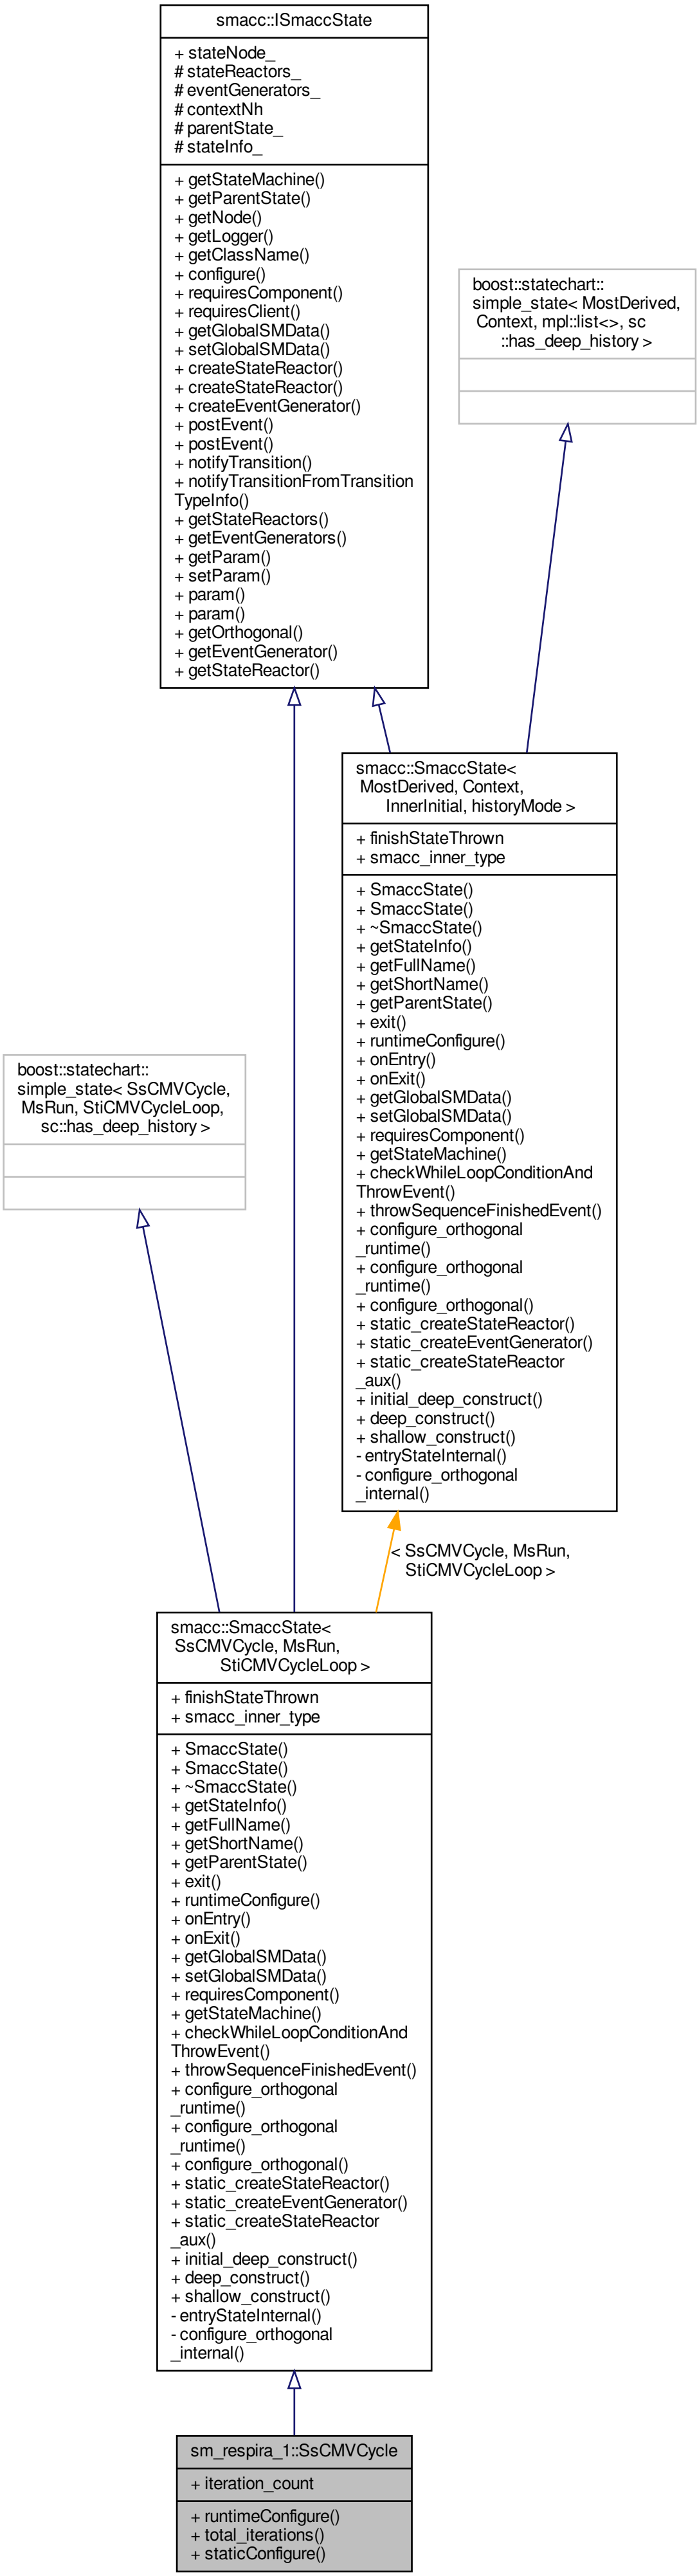 smacc::ISmaccState
+ stateNode_
# stateReactors_
# eventGenerators_
# contextNh
# parentState_
# stateInfo_
+ getStateMachine()
+ getParentState()
+ getNode()
+ getLogger()
+ getClassName()
+ configure()
+ requiresComponent()
+ requiresClient()
+ getGlobalSMData()
+ setGlobalSMData()
+ createStateReactor()
+ createStateReactor()
+ createEventGenerator()
+ postEvent()
+ postEvent()
+ notifyTransition()
+ notifyTransitionFromTransition
TypeInfo()
+ getStateReactors()
+ getEventGenerators()
+ getParam()
+ setParam()
+ param()
+ param()
+ getOrthogonal()
+ getEventGenerator()
+ getStateReactor()
boost::statechart::
simple_state< MostDerived,
Context, mpl::list<>, sc
::has_deep_history >
smacc::SmaccState<
MostDerived, Context,
InnerInitial, historyMode >
+ finishStateThrown
+ smacc_inner_type
+ SmaccState()
+ SmaccState()
+ ~SmaccState()
+ getStateInfo()
+ getFullName()
+ getShortName()
+ getParentState()
+ exit()
+ runtimeConfigure()
+ onEntry()
+ onExit()
+ getGlobalSMData()
+ setGlobalSMData()
+ requiresComponent()
+ getStateMachine()
+ checkWhileLoopConditionAnd
ThrowEvent()
+ throwSequenceFinishedEvent()
+ configure_orthogonal
_runtime()
+ configure_orthogonal
_runtime()
+ configure_orthogonal()
+ static_createStateReactor()
+ static_createEventGenerator()
+ static_createStateReactor
_aux()
+ initial_deep_construct()
+ deep_construct()
+ shallow_construct()
- entryStateInternal()
- configure_orthogonal
_internal()
boost::statechart::
simple_state< SsCMVCycle,
MsRun, StiCMVCycleLoop,
sc::has_deep_history >
< SsCMVCycle, MsRun,
StiCMVCycleLoop >
smacc::SmaccState<
SsCMVCycle, MsRun,
StiCMVCycleLoop >
+ finishStateThrown
+ smacc_inner_type
+ SmaccState()
+ SmaccState()
+ ~SmaccState()
+ getStateInfo()
+ getFullName()
+ getShortName()
+ getParentState()
+ exit()
+ runtimeConfigure()
+ onEntry()
+ onExit()
+ getGlobalSMData()
+ setGlobalSMData()
+ requiresComponent()
+ getStateMachine()
+ checkWhileLoopConditionAnd
ThrowEvent()
+ throwSequenceFinishedEvent()
+ configure_orthogonal
_runtime()
+ configure_orthogonal
_runtime()
+ configure_orthogonal()
+ static_createStateReactor()
+ static_createEventGenerator()
+ static_createStateReactor
_aux()
+ initial_deep_construct()
+ deep_construct()
+ shallow_construct()
- entryStateInternal()
- configure_orthogonal
_internal()
sm_respira_1::SsCMVCycle
+ iteration_count
+ runtimeConfigure()
+ total_iterations()
+ staticConfigure()